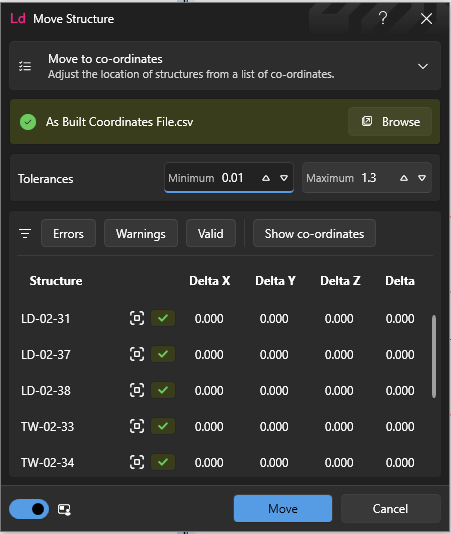 Ld Move Structure ?
Move to co-ordinates
Adjust the location of structures from a list of co-ordinates.
As Built Coordinates File.csv Browse
Tolerances Minimum 0.01 Maximum 1.3
Errors Warnings Valid Show co-ordinates
Structure Delta X Delta Y Delta Z Delta
LD-02-31 0.000 0.000 0.000 0.000
LD-02-37 0.000 0.000 0.000 0.000
LD-02-38 0.000 0.000 0.000 0.000
TW-02-33 0.000 0.000 0.000 0.000
TW-02-34 0.000 0.000 0.000 0.000
Move Cancel